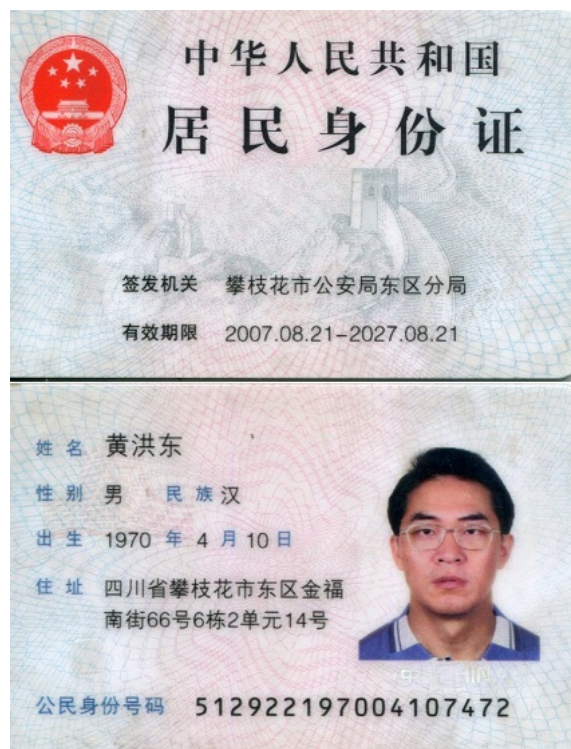 中华人民共和国
居民身份证
签发机关 攀枝花市公安局东区分局
有效期限 2007.08.21-2027.08.21
姓名 黄洪东
性别 男 民族 汉
出生 1970 年 4 月 10 日
住址 四川省攀枝花市东区金福
南街66号6栋2单元14号
公民身份号码 512922197004107472